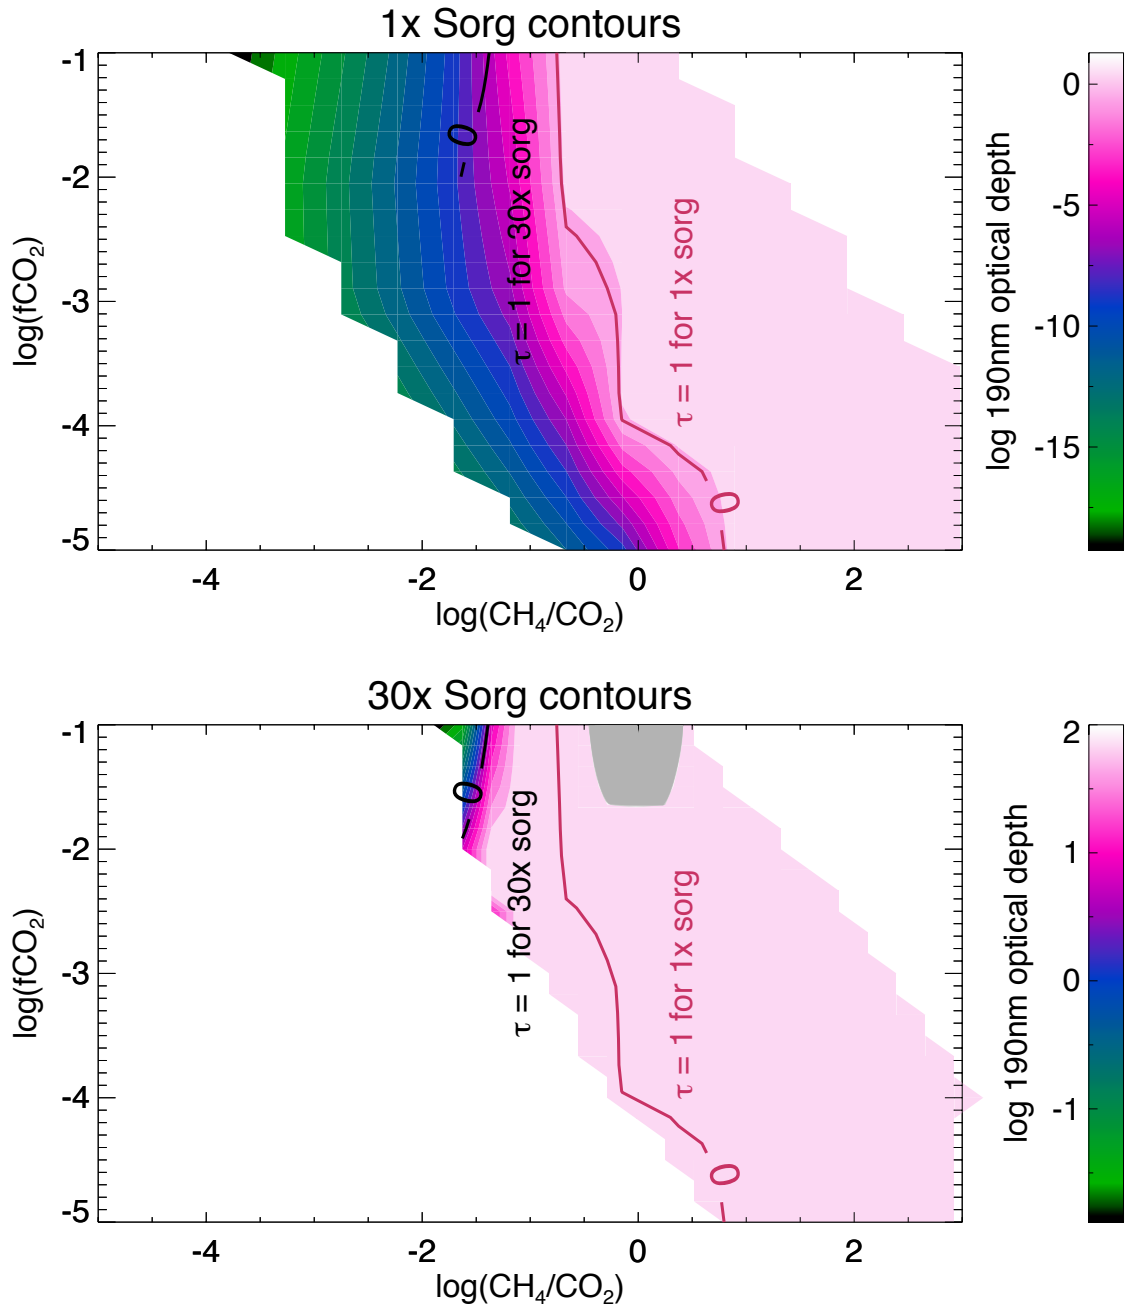 1x Sorg contours
-1
-2
-3
-4
-5
log(fCO2)
0
τ = 1 for 30x sorg
τ = 1 for 1x sorg
0
-4
-2
0
2
log(CH4/CO2)
0
-5
-10
-15
log 190nm optical depth
30x Sorg contours
-1
-2
-3
-4
-5
log(fCO2)
0
τ = 1 for 30x sorg
τ = 1 for 1x sorg
0
-4
-2
0
2
log(CH4/CO2)
2
1
0
-1
log 190nm optical depth